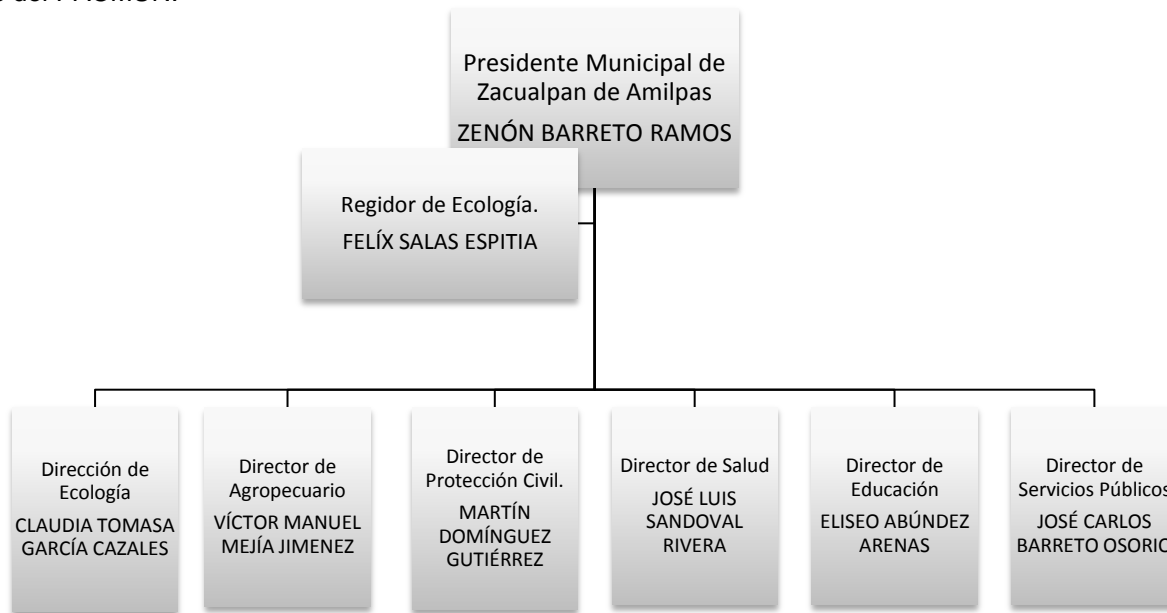 Presidente Municipal de
Zacualpan de Amilpas
ZENÓN BARRETO RAMOS
Regidor de Ecología.
FELÍX SALAS ESPITIA
Dirección de
Ecología
CLAUDIA TOMASA
GARCÍA CAZALES
Director de
Agropecuario
VÍCTOR MANUEL
MEJÍA JIMENEZ
Director de
Protección Civil.
MARTÍN
DOMÍNGUEZ
GUTIÉRREZ
Director de Salud
JOSÉ LUIS
SANDOVAL
RIVERA
Director de
Educación
ELISEO ABÚNDEZ
ARENAS
Director de
Servicios Públicos
JOSÉ CARLOS
BARRETO OSORIO